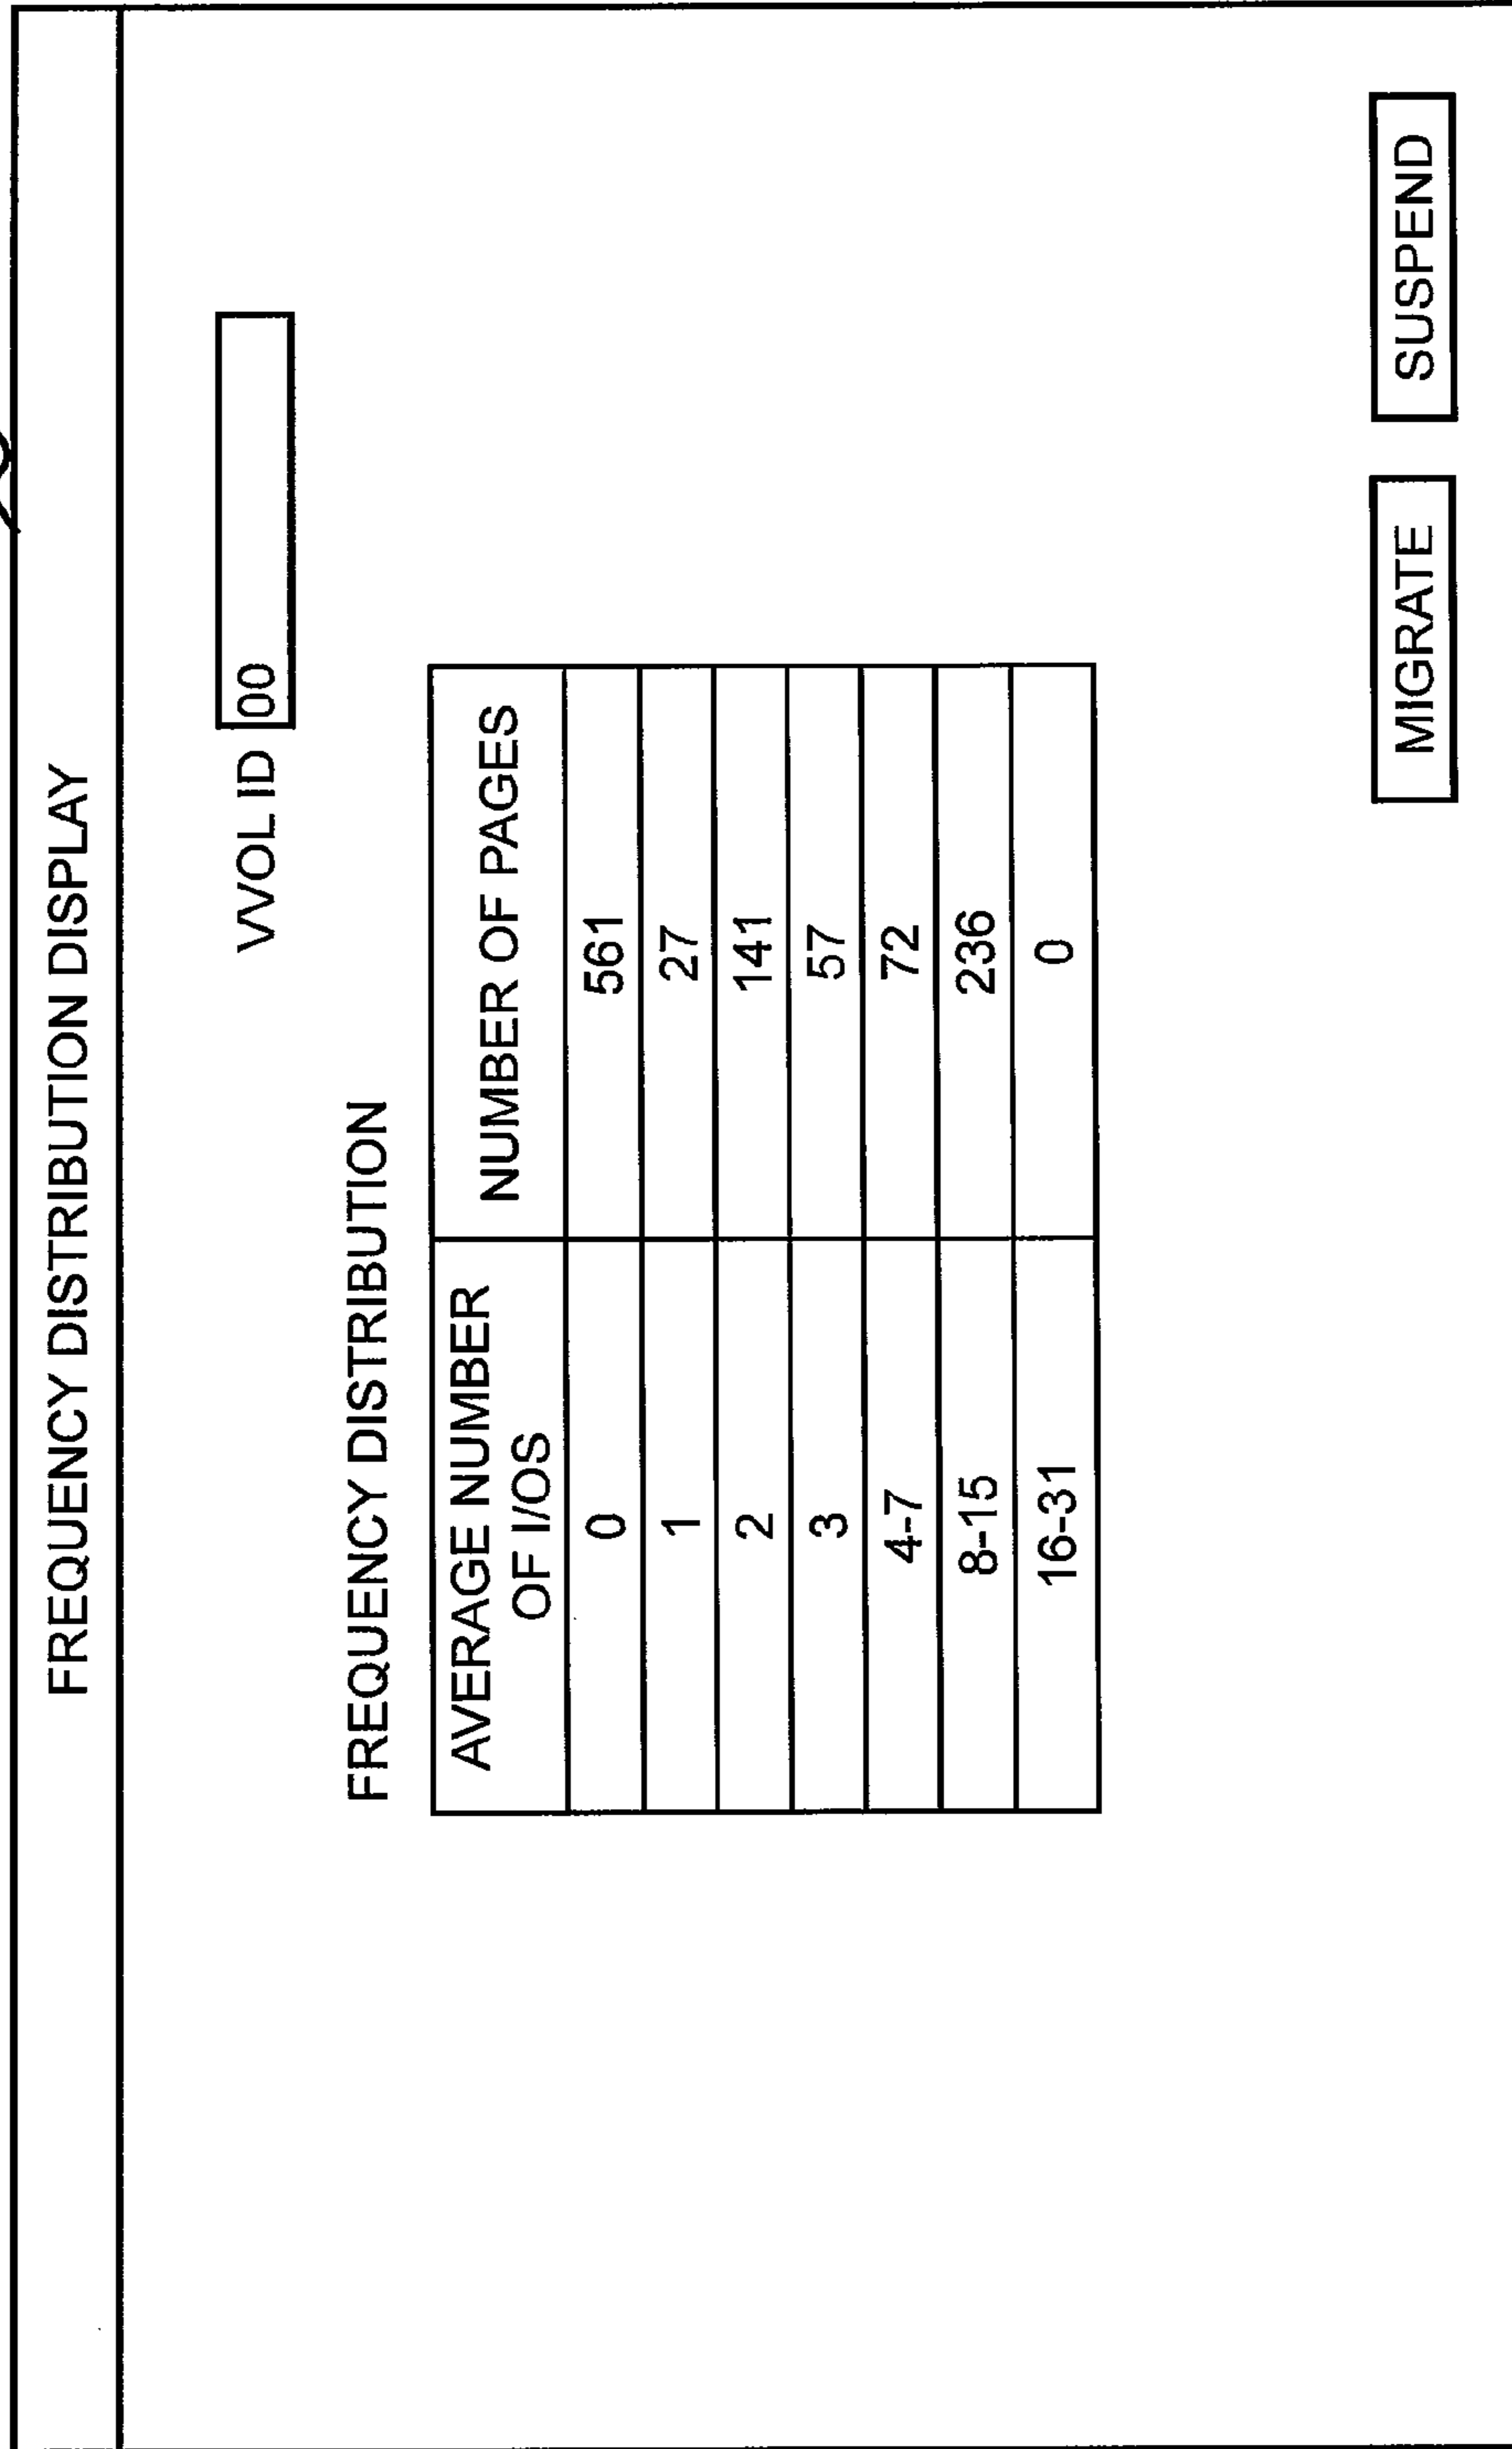 FREQUENCY DISTRIBUTION DISPLAY
VVOL ID 00
FREQUENCY DISTRIBUTION
AVERAGE NUMBER OF I/OS NUMBER OF PAGES
0 561
1 27
2 141
3 57
4-7 72
8-15 236
16-31 0
MIGRATE SUSPEND